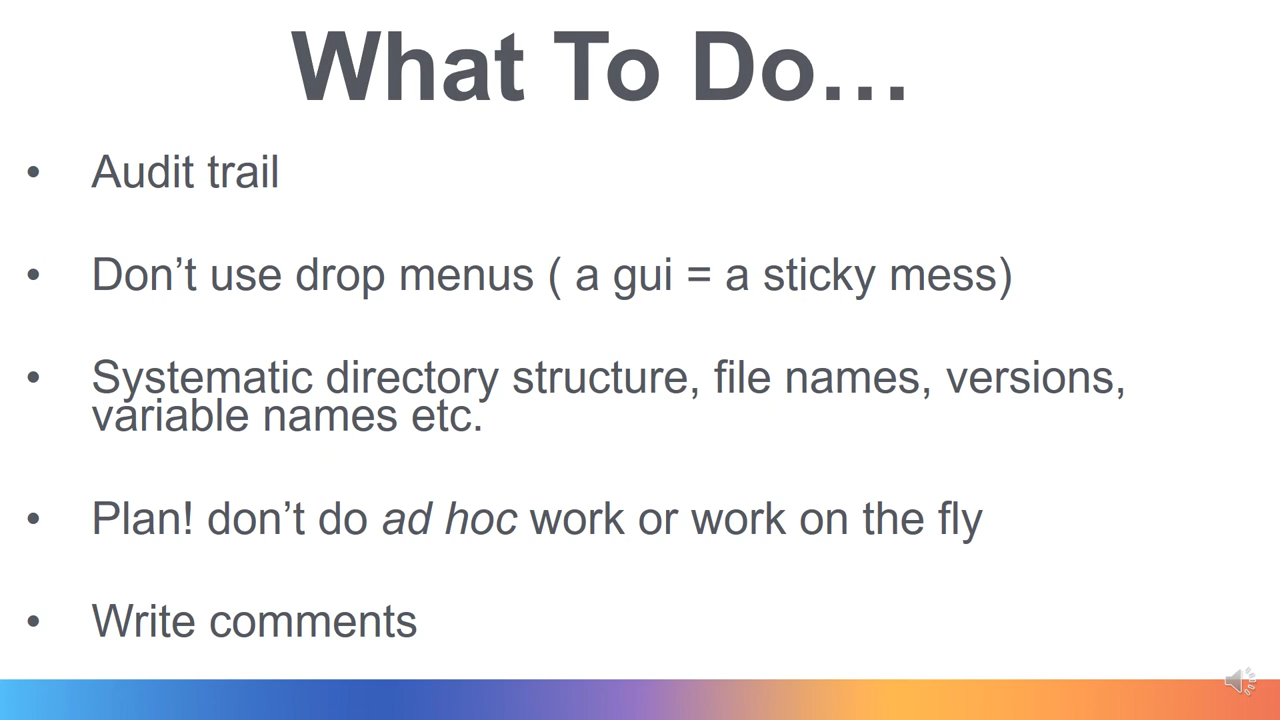 What To Do…
• Audit trail
• Don’t use drop menus ( a gui = a sticky mess)
• Systematic directory structure, file names, versions,
variable names etc.
• Plan! don’t do ad hoc work or work on the fly
• Write comments